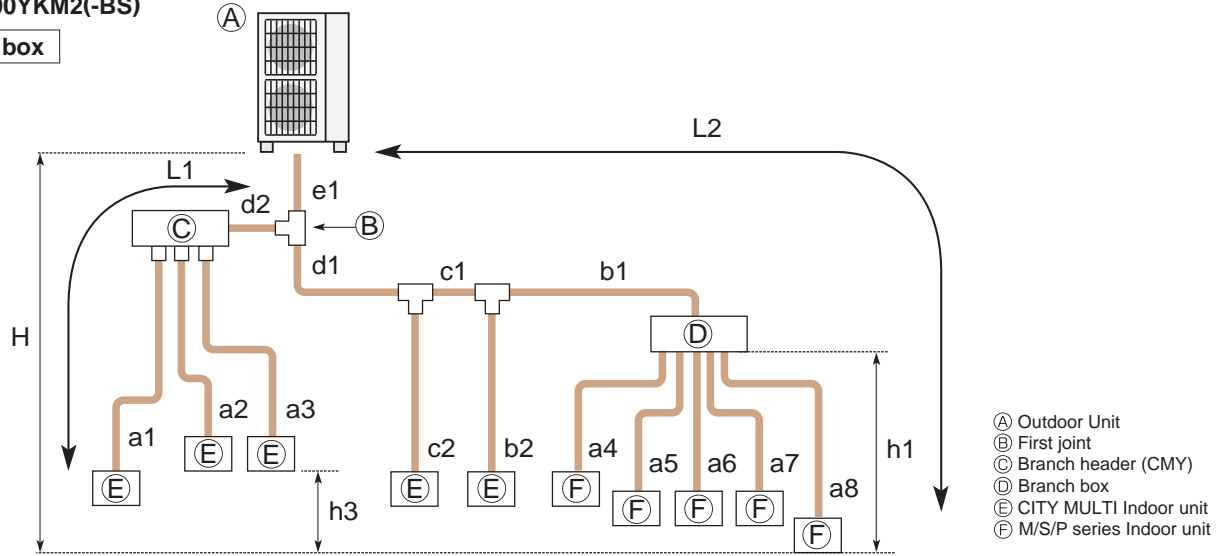 00YKM2(-BS)
box
A
L2
L1
e1
d2
C
B
d1
c1
b1
H
D
a2
a3
a1
E
E
E
h3
c2
b2
a4
a5
a6
a7
a8
h1
E
E
F
F
F
F
F
A Outdoor Unit
B First joint
C Branch header (CMY)
D Branch box
E CITY MULTI Indoor unit
F M/S/P series Indoor unit